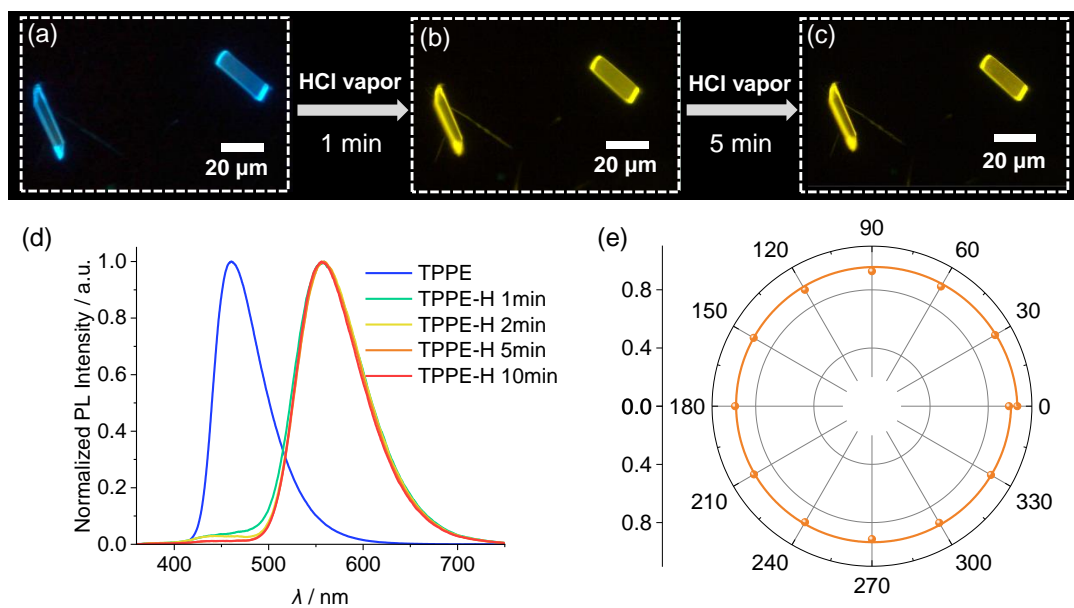 (a)
HCl vapor
1 min
20 μm
(b)
HCl vapor
5 min
20 μm
(c)
20 μm
(d)
Normalized PL Intensity / a.u.
1.0
0.8
0.6
0.4
0.2
0.0
400 500 600 700
λ / nm
TPPE
TPPE-H 1min
TPPE-H 2min
TPPE-H 5min
TPPE-H 10min
(e)
0.8
0.4
0.0
0.4
0.8
90
120 60
150 30
180 0
210 330
240 300
270